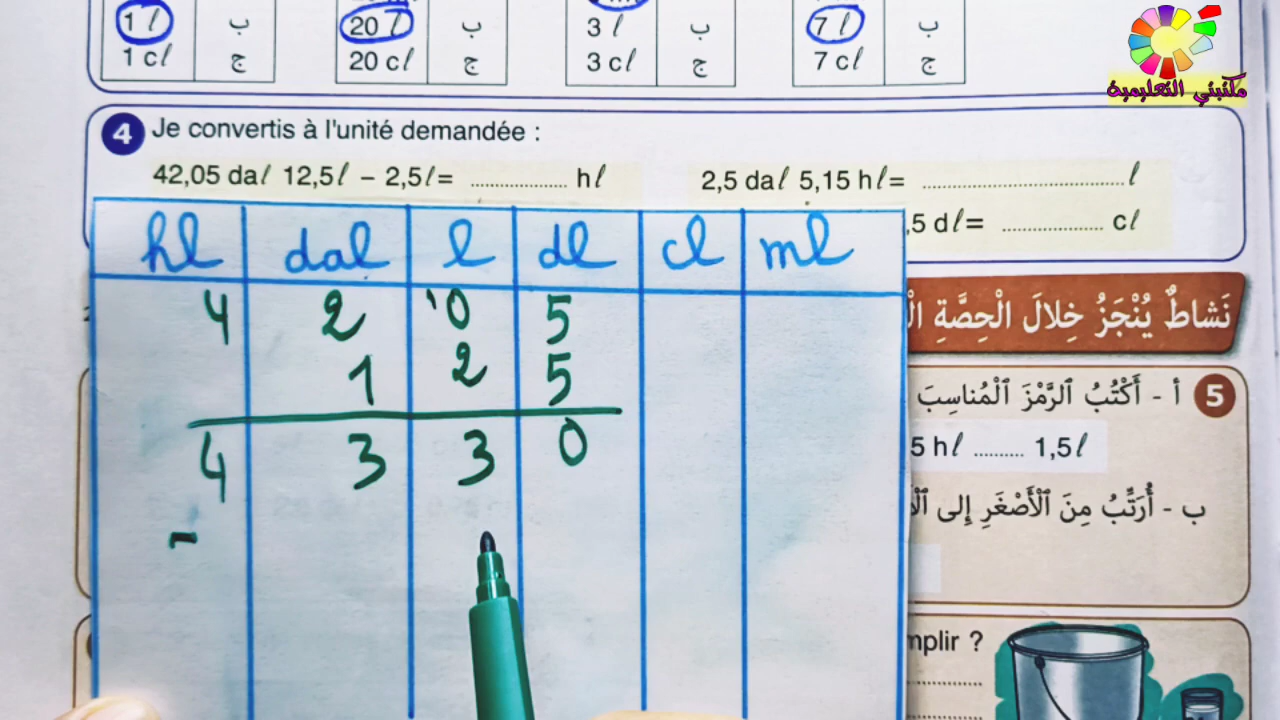 1 l ب 20 l ب 3 l ب 7 l ب
1 cl ج 20 cl ج 3 cl ج 7 cl ج
مكتبتي التعليمية
4 Je convertis à l'unité demandée :
42,05 dal 12,5l − 2,5l= .................... hl 2,5 dal 5,15 hl= ........................................... l
,5 dl= .................... cl
hl dal l dl cl ml
4 2 0 5
1 2 5
4 3 3 0
-
نَشاطٌ يُنْجَزُ خِلالَ الْحِصَّةِ
5 أ - أَكْتُبُ ٱلرَّمْزَ ٱلْمُناسِبَ
5 hl .......... 1,5l
ب - أُرَتِّبُ مِنَ ٱلْأَصْغَرِ إِلى
mplir ?